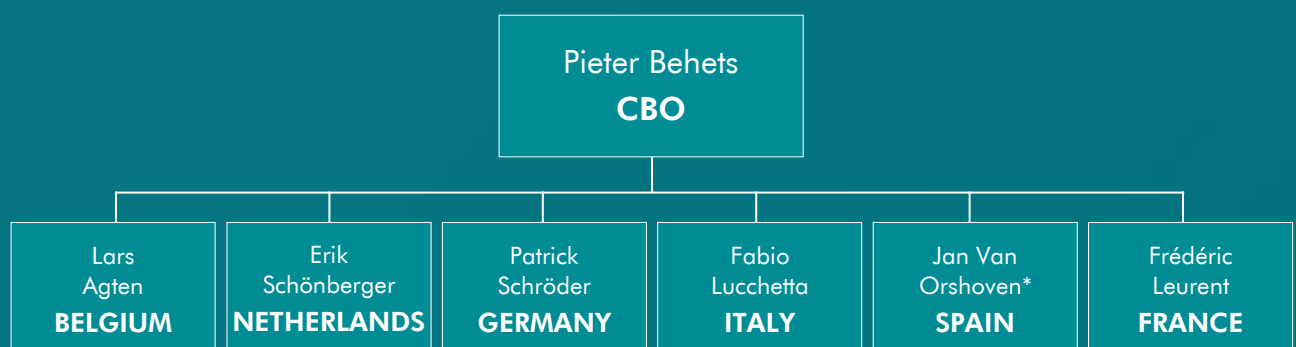 Pieter Behets
CBO
Lars
Agten
BELGIUM
Erik
Schönberger
NETHERLANDS
Patrick
Schröder
GERMANY
Fabio
Lucchetta
ITALY
Jan Van
Orshoven*
SPAIN
Frédéric
Leurent
FRANCE